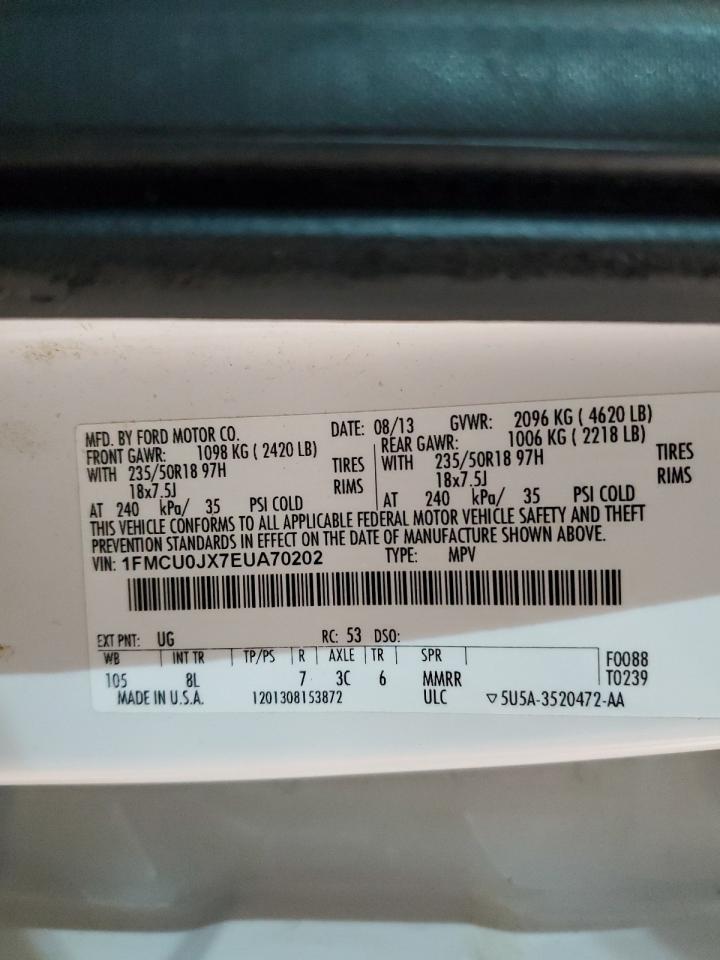 MFD. BY FORD MOTOR CO. DATE: 08/13 GVWR: 2096 KG ( 4620 LB)
FRONT GAWR: 1098 KG ( 2420 LB) REAR GAWR: 1006 KG ( 2218 LB)
WITH 235/50R18 97H TIRES WITH 235/50R18 97H TIRES
18x7.5J RIMS 18x7.5J RIMS
AT 240 kPa/ 35 PSI COLD AT 240 kPa/ 35 PSI COLD
THIS VEHICLE CONFORMS TO ALL APPLICABLE FEDERAL MOTOR VEHICLE SAFETY AND THEFT
PREVENTION STANDARDS IN EFFECT ON THE DATE OF MANUFACTURE SHOWN ABOVE.
VIN: 1FMCU0JX7EUA70202 TYPE: MPV
EXT PNT: UG RC: 53 DSO:
WB INT TR TP/PS R AXLE TR SPR F0088
105 8L 7 3C 6 MMRR T0239
MADE IN U.S.A. 1201308153872 ULC ▽5U5A-3520472-AA